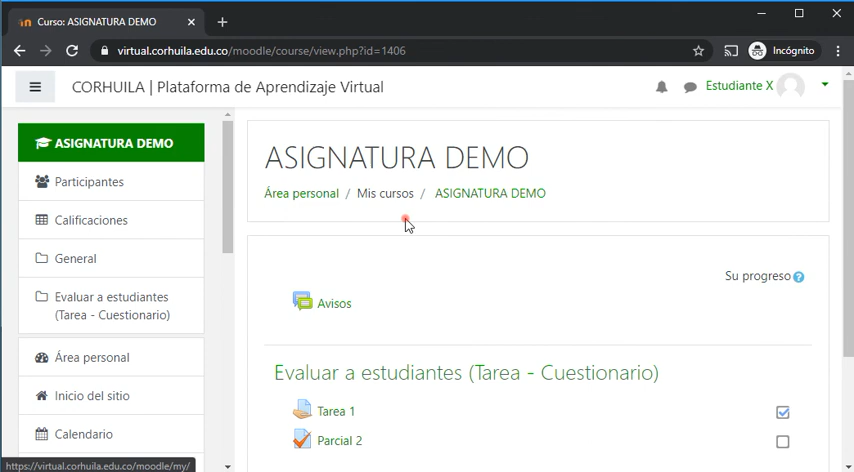 Curso: ASIGNATURA DEMO
virtual.corhuila.edu.co/moodle/course/view.php?id=1406
Incógnito
CORHUILA | Plataforma de Aprendizaje Virtual
Estudiante X
ASIGNATURA DEMO
Participantes
Calificaciones
General
Evaluar a estudiantes
(Tarea - Cuestionario)
Área personal
Inicio del sitio
Calendario
ASIGNATURA DEMO
Área personal / Mis cursos / ASIGNATURA DEMO
Su progreso
Avisos
Evaluar a estudiantes (Tarea - Cuestionario)
Tarea 1
Parcial 2
https://virtual.corhuila.edu.co/moodle/my/